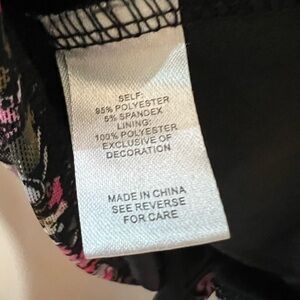 SELF:
95% POLYESTER
5% SPANDEX
LINING:
100% POLYESTER
EXCLUSIVE OF
DECORATION
MADE IN CHINA
SEE REVERSE
FOR CARE